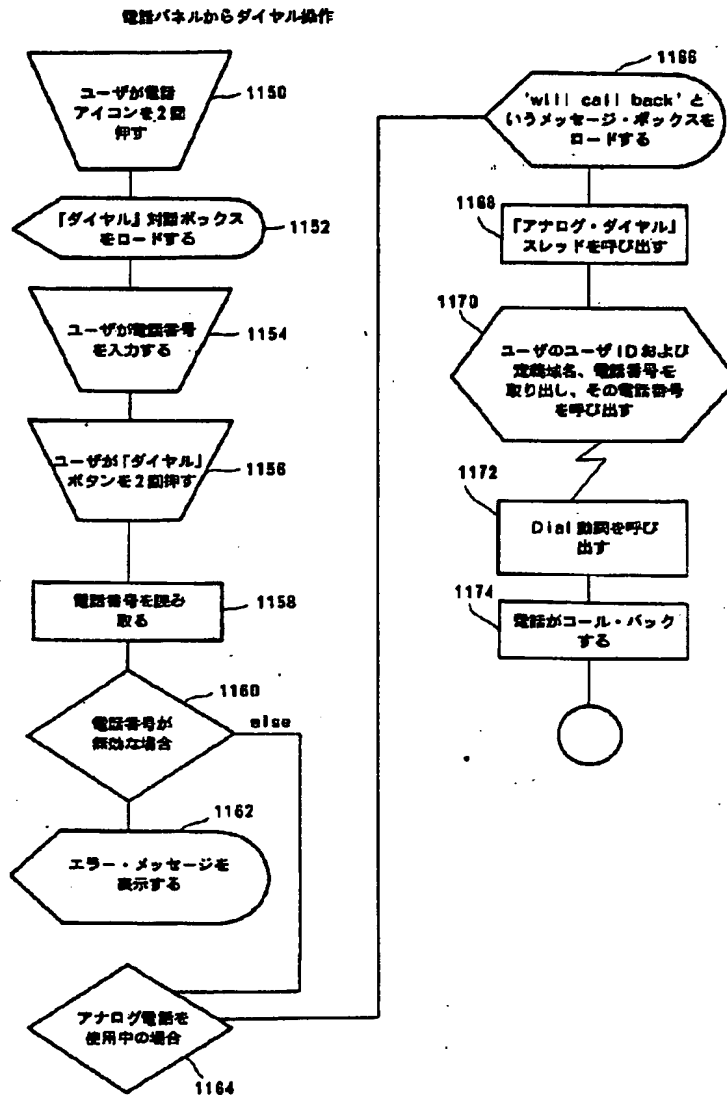 電話パネルからダイヤル操作
ユーザが電話
アイコンを2回
押す
1150
『ダイヤル』対話ボックス
をロードする
1152
ユーザが電話番号
を入力する
1154
ユーザが「ダイヤル」
ボタンを2回押す
1156
電話番号を読み
取る
1158
1160
電話番号が
無効な場合
else
1162
エラー・メッセージを
表示する
アナログ電話を
使用中の場合
1164
1166
'will call back'と
いうメッセージ・ボックスを
ロードする
1168
『アナログ・ダイヤル』
スレッドを呼び出す
1170
ユーザのユーザIDおよび
定義域名、電話番号を
取り出し、その電話番号
を呼び出す
1172
Dial動詞を呼び
出す
1174
電話がコール・バック
する